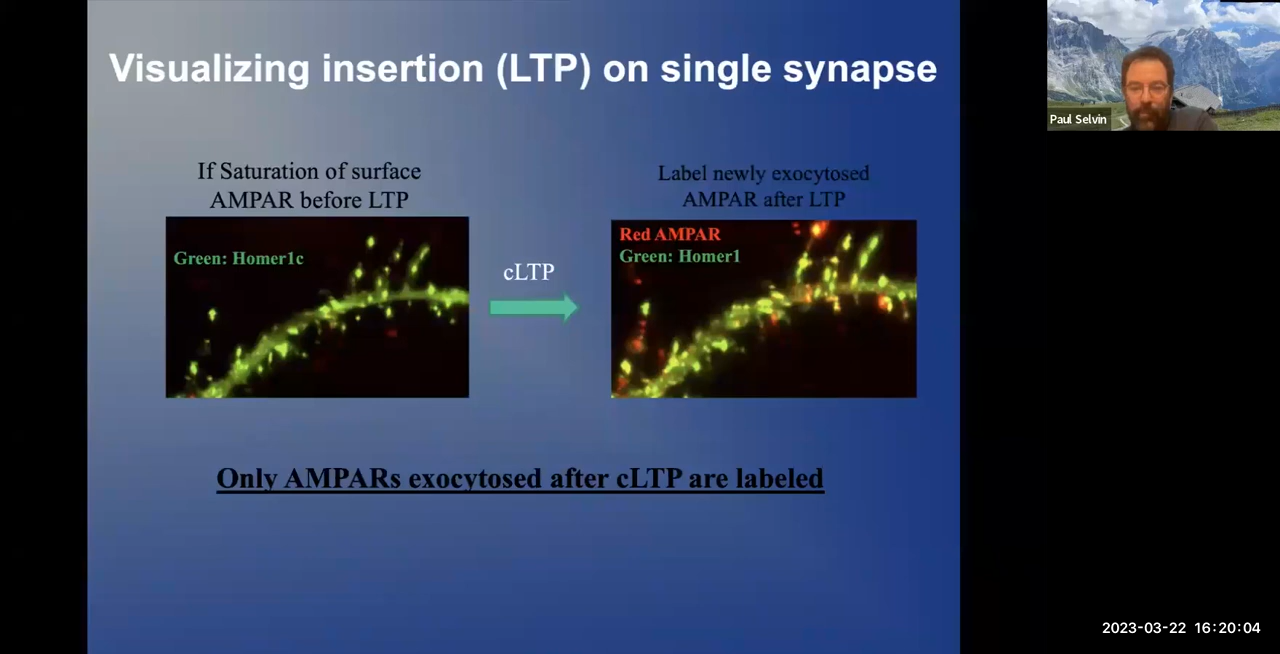 Visualizing insertion (LTP) on single synapse
If Saturation of surface
AMPAR before LTP
Green: Homer1c
cLTP
Label newly exocytosed
AMPAR after LTP
Red AMPAR
Green: Homer1
Only AMPARs exocytosed after cLTP are labeled
Paul Selvin
2023-03-22 16:20:04